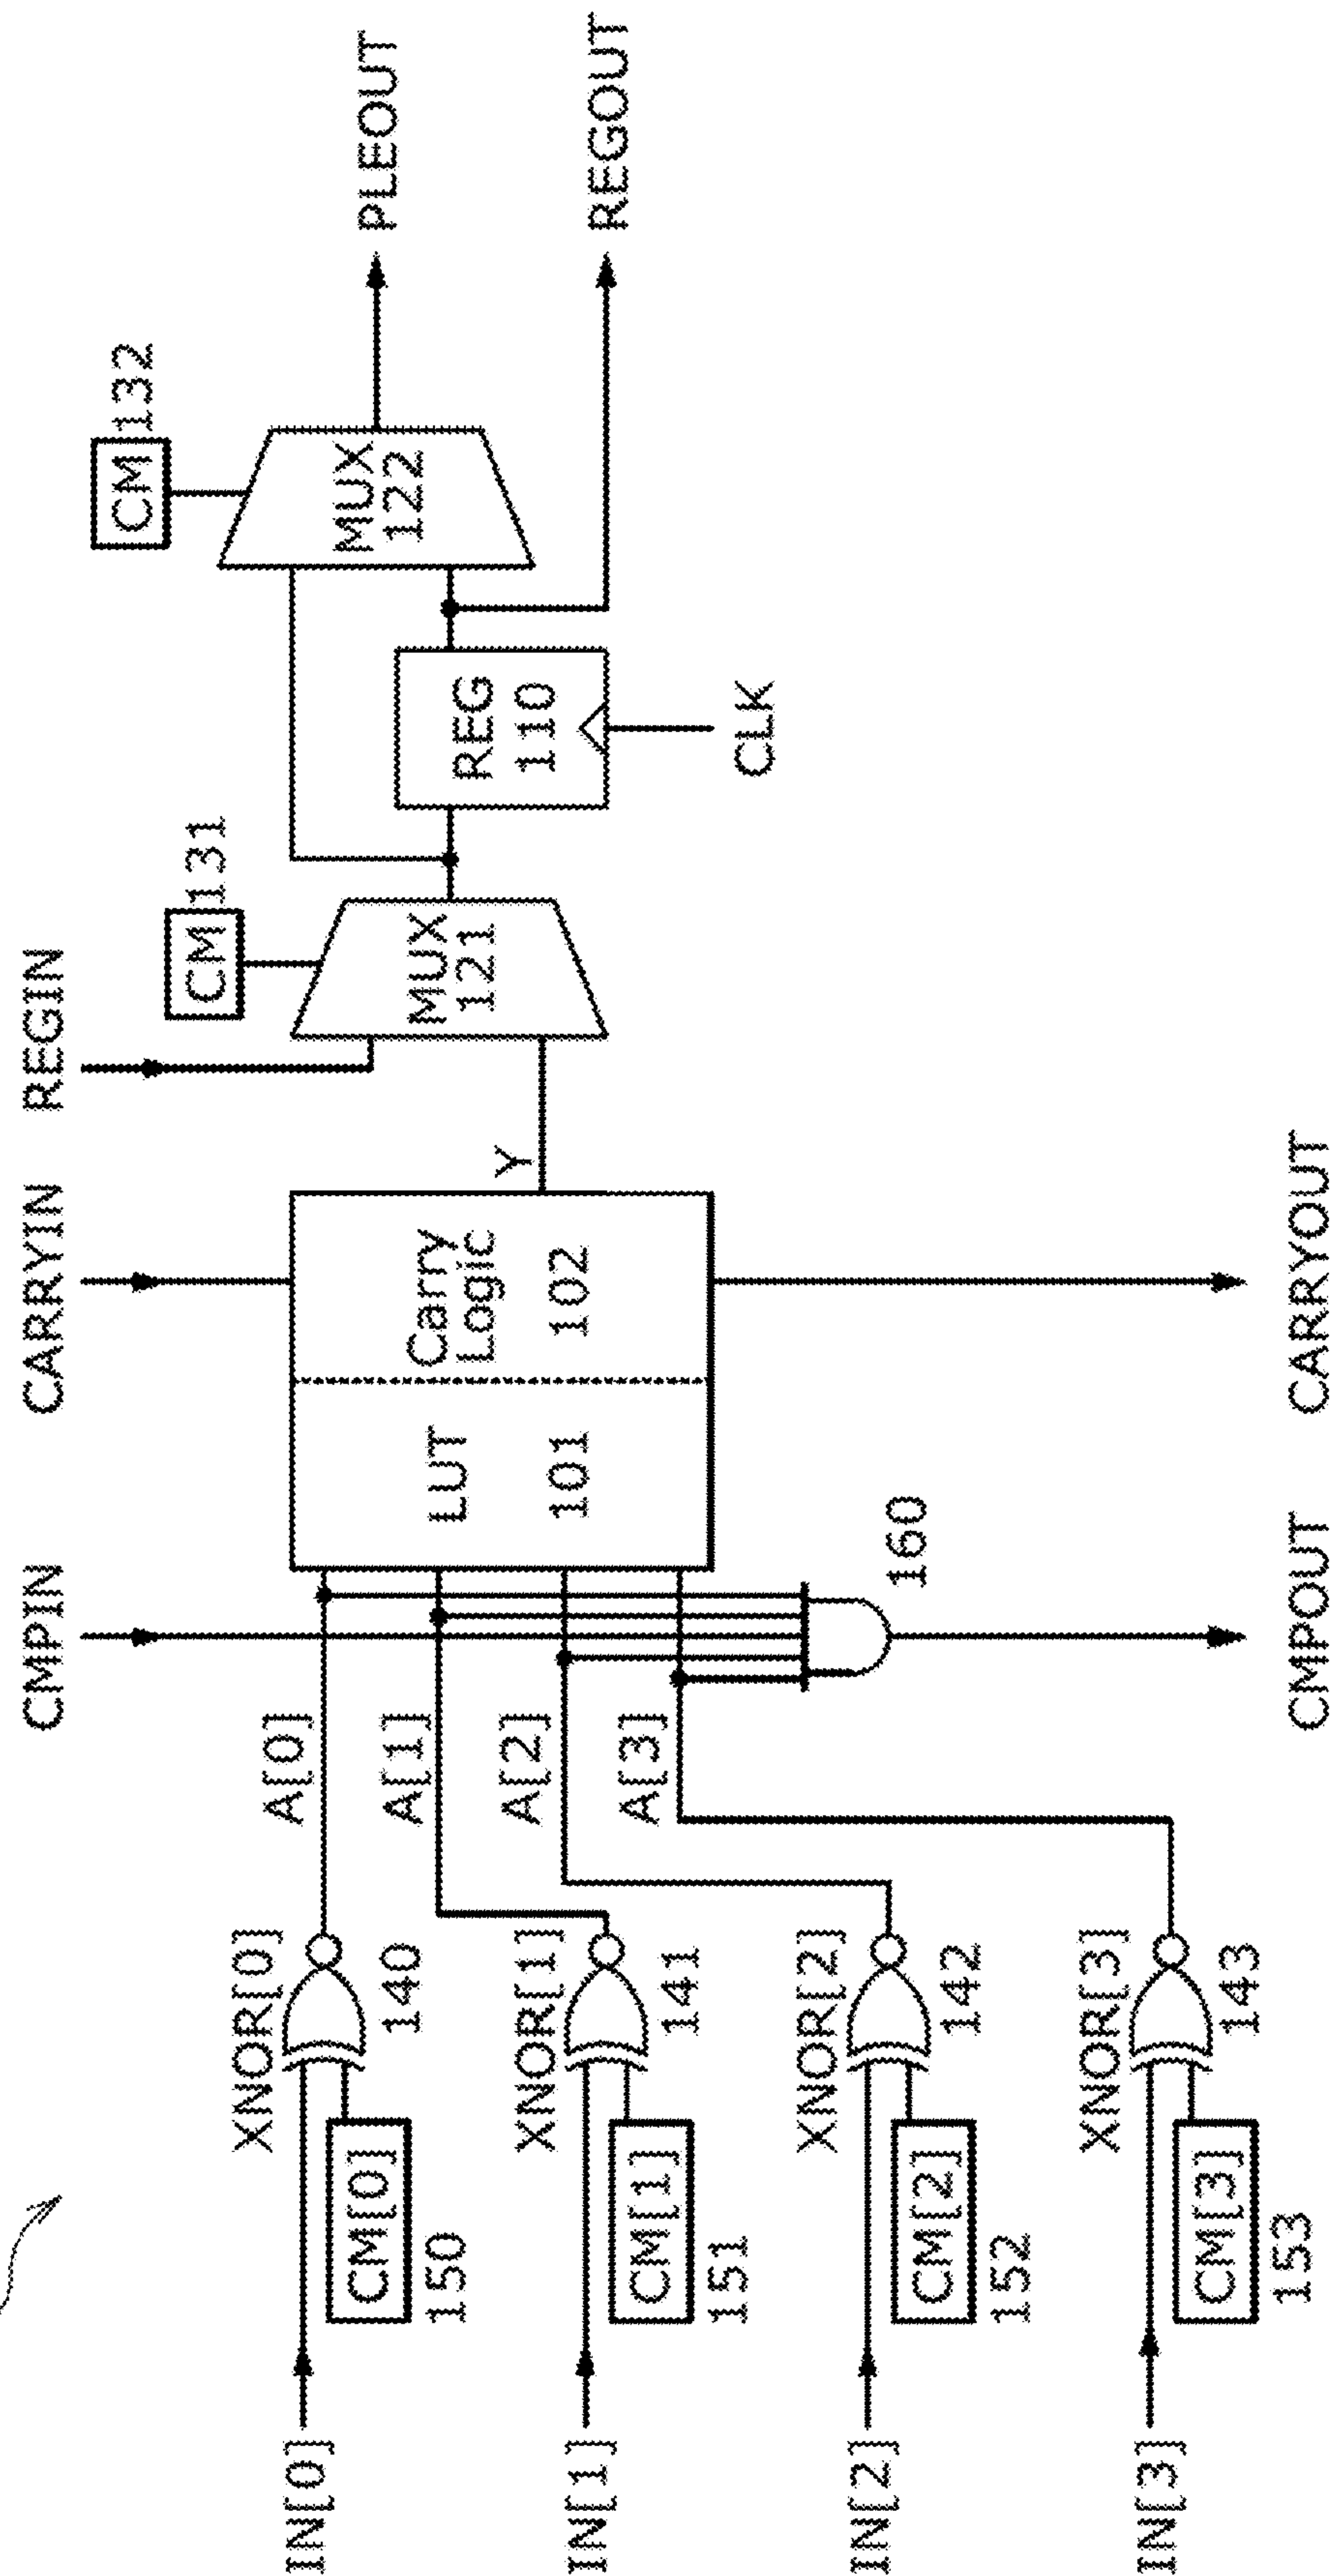 CMPIN
CARRYIN
REGIN
CM
131
CM
132
XNOR[0]
A[0]
IN[0]
CM[0]
150
140
A[1]
Y
MUX
121
MUX
122
PLEOUT
LUT
101
Carry
Logic
102
REG
110
REGOUT
XNOR[1]
A[2]
IN[1]
CM[1]
151
141
A[3]
CLK
XNOR[2]
160
IN[2]
CM[2]
152
142
XNOR[3]
IN[3]
CM[3]
153
143
CMPOUT
CARRYOUT